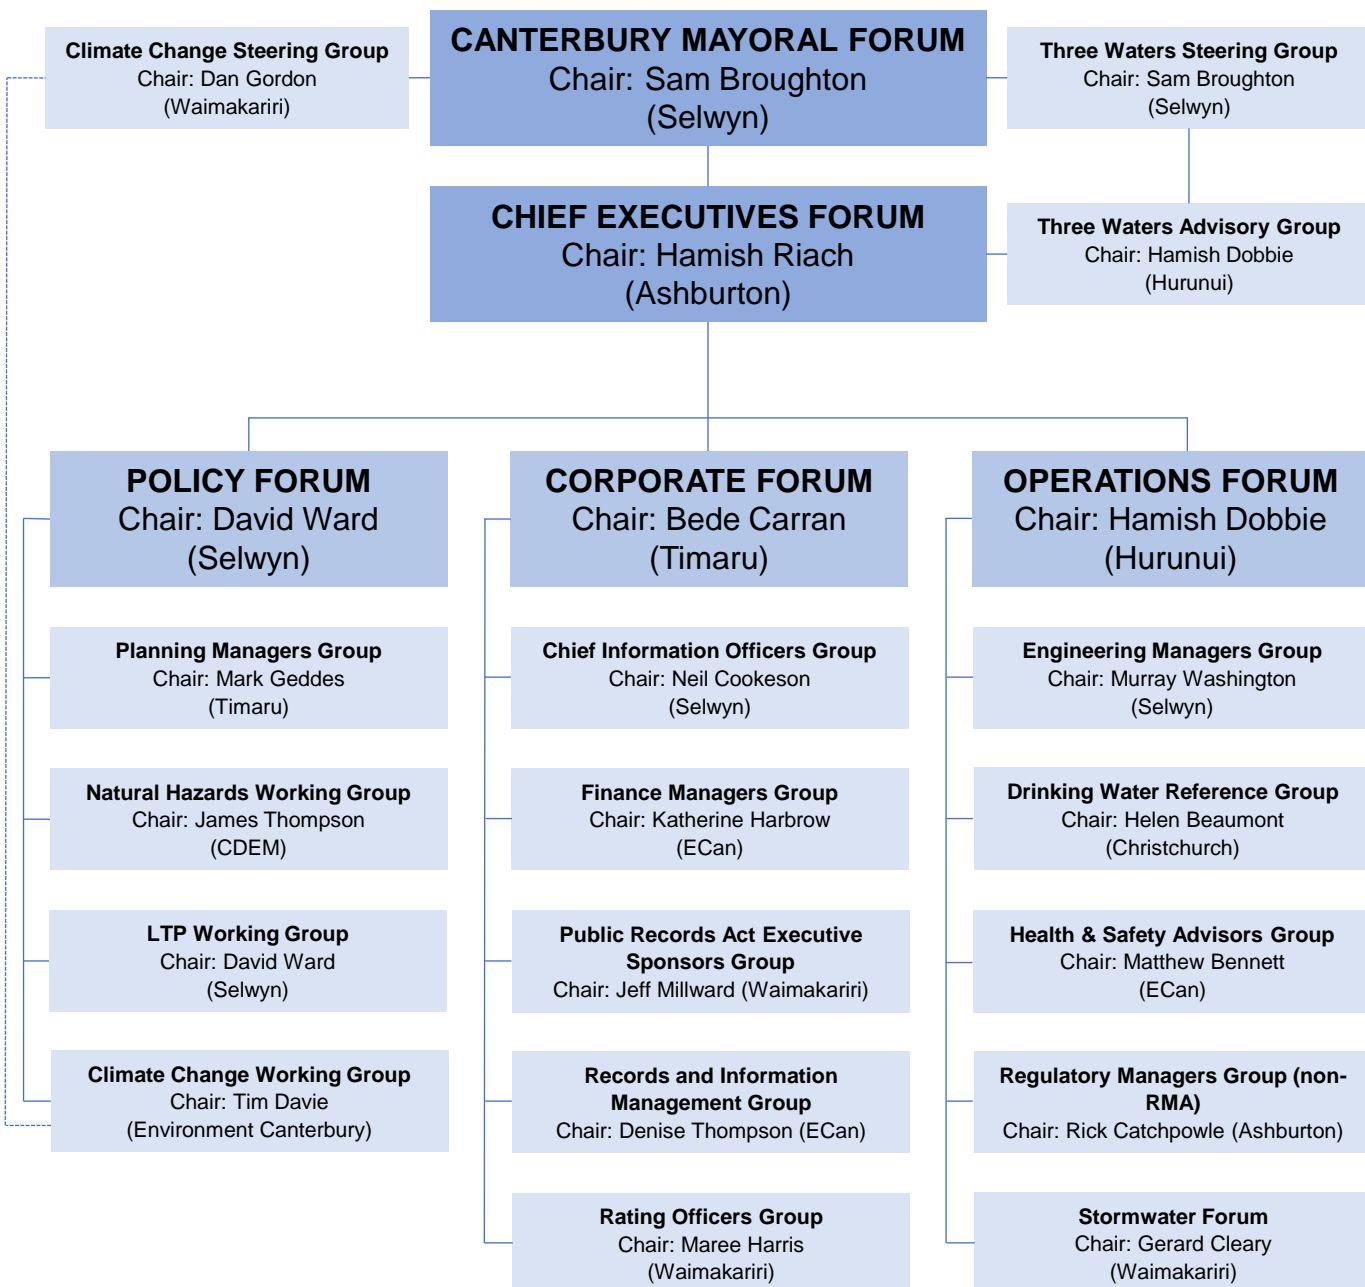 Climate Change Steering Group
Chair: Dan Gordon
(Waimakariri)
CANTERBURY MAYORAL FORUM
Chair: Sam Broughton
(Selwyn)
Three Waters Steering Group
Chair: Sam Broughton
(Selwyn)
CHIEF EXECUTIVES FORUM
Chair: Hamish Riach
(Ashburton)
Three Waters Advisory Group
Chair: Hamish Dobbie
(Hurunui)
POLICY FORUM
Chair: David Ward
(Selwyn)
Planning Managers Group
Chair: Mark Geddes
(Timaru)
Natural Hazards Working Group
Chair: James Thompson
(CDEM)
LTP Working Group
Chair: David Ward
(Selwyn)
Climate Change Working Group
Chair: Tim Davie
(Environment Canterbury)
CORPORATE FORUM
Chair: Bede Carran
(Timaru)
Chief Information Officers Group
Chair: Neil Cookeson
(Selwyn)
Finance Managers Group
Chair: Katherine Harbrow
(ECan)
Public Records Act Executive
Sponsors Group
Chair: Jeff Millward (Waimakariri)
Records and Information
Management Group
Chair: Denise Thompson (ECan)
Rating Officers Group
Chair: Maree Harris
(Waimakariri)
OPERATIONS FORUM
Chair: Hamish Dobbie
(Hurunui)
Engineering Managers Group
Chair: Murray Washington
(Selwyn)
Drinking Water Reference Group
Chair: Helen Beaumont
(Christchurch)
Health & Safety Advisors Group
Chair: Matthew Bennett
(ECan)
Regulatory Managers Group (non-
RMA)
Chair: Rick Catchpowle (Ashburton)
Stormwater Forum
Chair: Gerard Cleary
(Waimakariri)